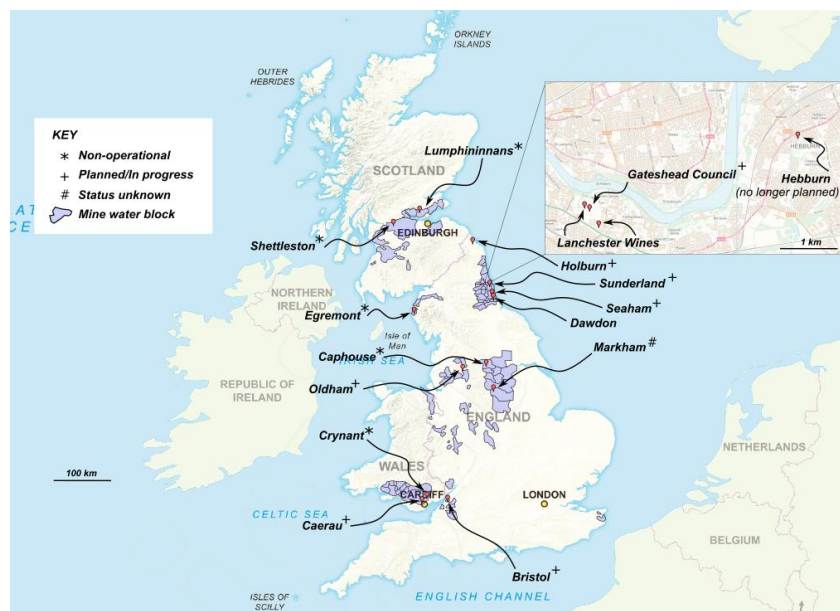 ORKNEY
ISLANDS
OUTER
HEBRIDES
KEY
* Non-operational
+ Planned/In progress
# Status unknown
Mine water block
Lumphininnans*
SCOTLAND
Gateshead Council+
HEBBURN
Hebburn
(no longer planned)
Lanchester Wines
1 km
Shettleston*
EDINBURGH
Holburn+
Sunderland+
Seaham+
Dawdon
NORTHERN
IRELAND
Egremont*
Isle of
Man
Markham#
Caphouse*
IRISH SEA
REPUBLIC OF
IRELAND
Oldham+
ENGLAND
Crynant*
NETHERLANDS
100 km
WALES
CARDIFF
LONDON
CELTIC SEA
Caerau+
BELGIUM
Bristol+
ISLES OF
SCILLY
ENGLISH CHANNEL